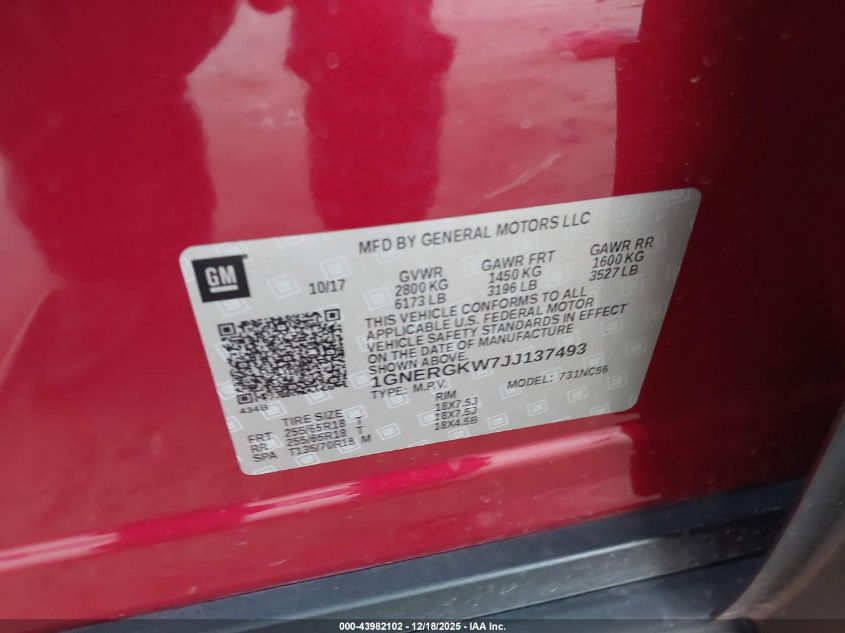 MFD BY GENERAL MOTORS LLC
GM
10/17
GVWR GAWR FRT GAWR RR
2800 KG 1450 KG 1600 KG
6173 LB 3196 LB 3527 LB
THIS VEHICLE CONFORMS TO ALL
APPLICABLE U.S. FEDERAL MOTOR
VEHICLE SAFETY STANDARDS IN EFFECT
ON THE DATE OF MANUFACTURE
SHOWN ABOVE.
1GNERGKW7JJ137493
TYPE: M.P.V. MODEL: 731NC56
434B
TIRE SIZE RIM
FRT 255/65R18 T 18X7.5J
RR 255/65R18 T 18X7.5J
SPA T135/70R18 M 18X4.5B
000-43982102 - 12/18/2025 - IAA Inc.